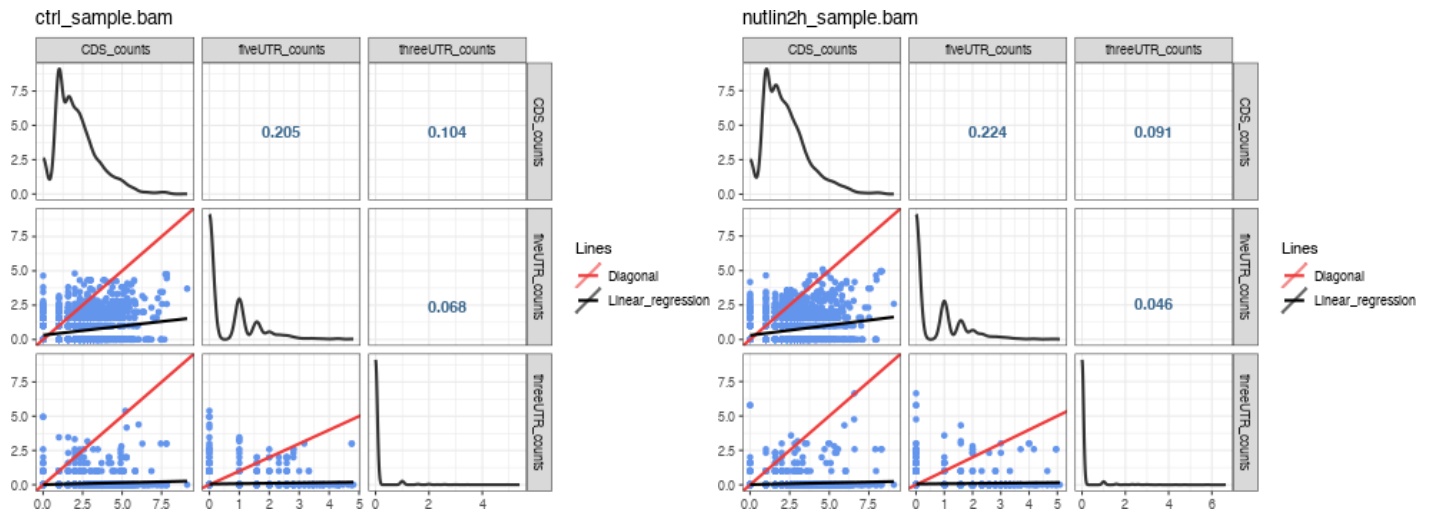 ctrl_sample.bam
CDS_counts fiveUTR_counts threeUTR_counts
7.5
5.0
2.5
0.0
0.205
0.104
CDS_counts
7.5
5.0
2.5
0.0
0.068
fiveUTR_counts
7.5
5.0
2.5
0.0
threeUTR_counts
0.0 2.5 5.0 7.5 0 1 2 3 4 5 0 2 4
Lines
Diagonal
Linear_regression
nutlin2h_sample.bam
CDS_counts fiveUTR_counts threeUTR_counts
7.5
5.0
2.5
0.0
0.224
0.091
CDS_counts
7.5
5.0
2.5
0.0
0.046
fiveUTR_counts
7.5
5.0
2.5
0.0
threeUTR_counts
0.0 2.5 5.0 7.5 0 1 2 3 4 5 0 2 4 6
Lines
Diagonal
Linear_regression